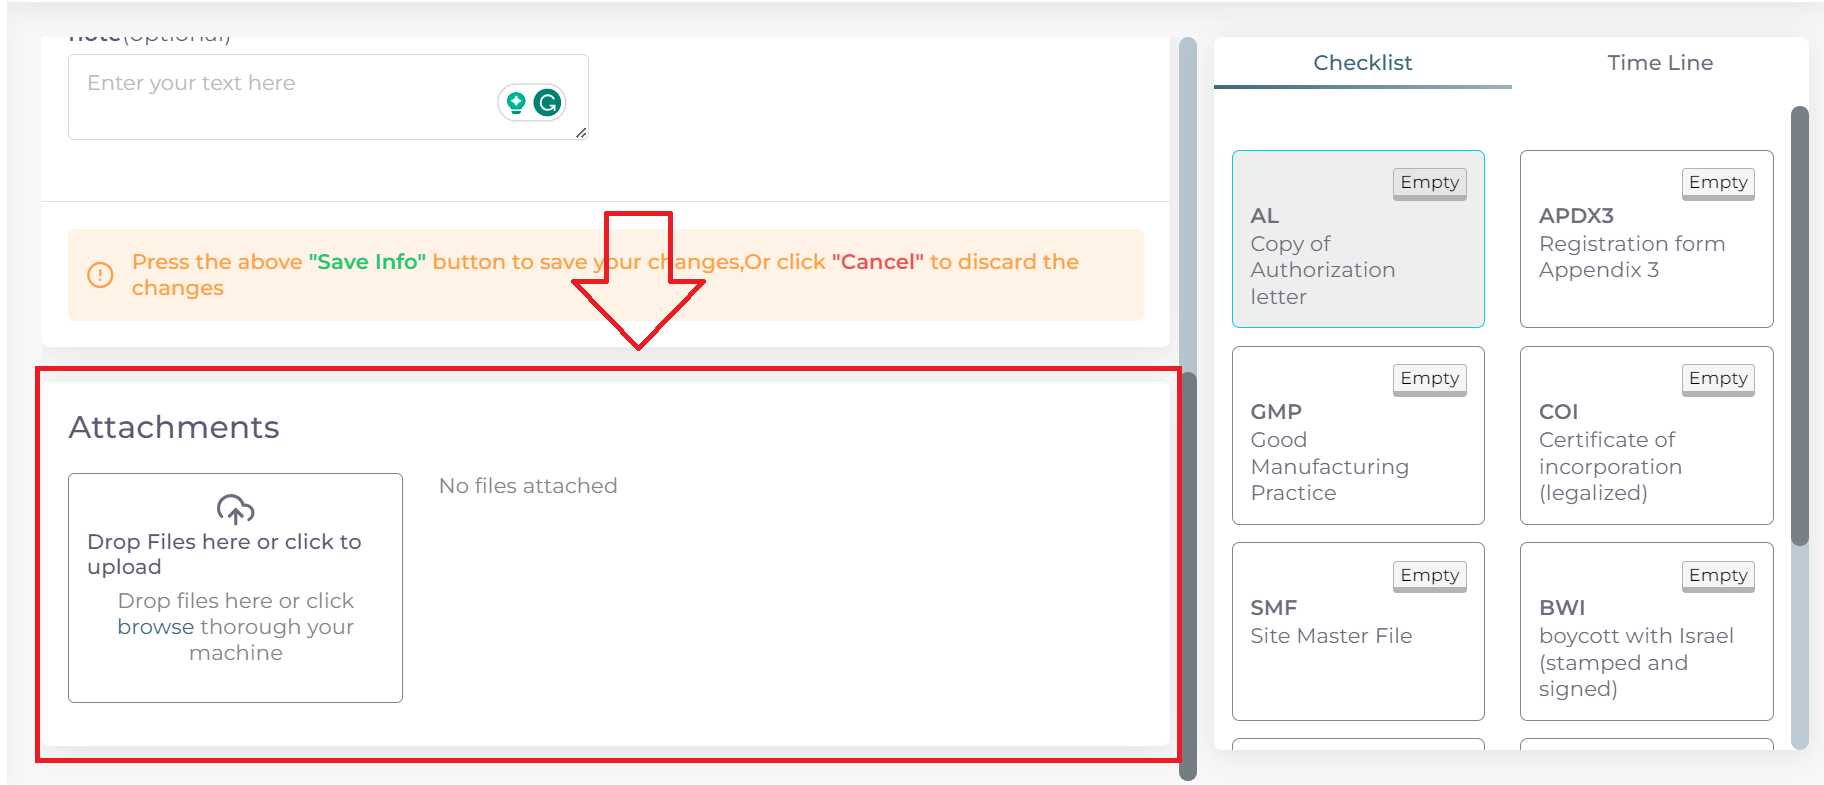 note(optional)
Enter your text here
Press the above "Save Info" button to save your changes,Or click "Cancel" to discard the
changes
Attachments
Drop Files here or click to
upload
Drop files here or click
browse thorough your
machine
No files attached
Checklist
Time Line
Empty
AL
Copy of
Authorization
letter
Empty
APDX3
Registration form
Appendix 3
Empty
GMP
Good
Manufacturing
Practice
Empty
COI
Certificate of
incorporation
(legalized)
Empty
SMF
Site Master File
Empty
BWI
boycott with Israel
(stamped and
signed)